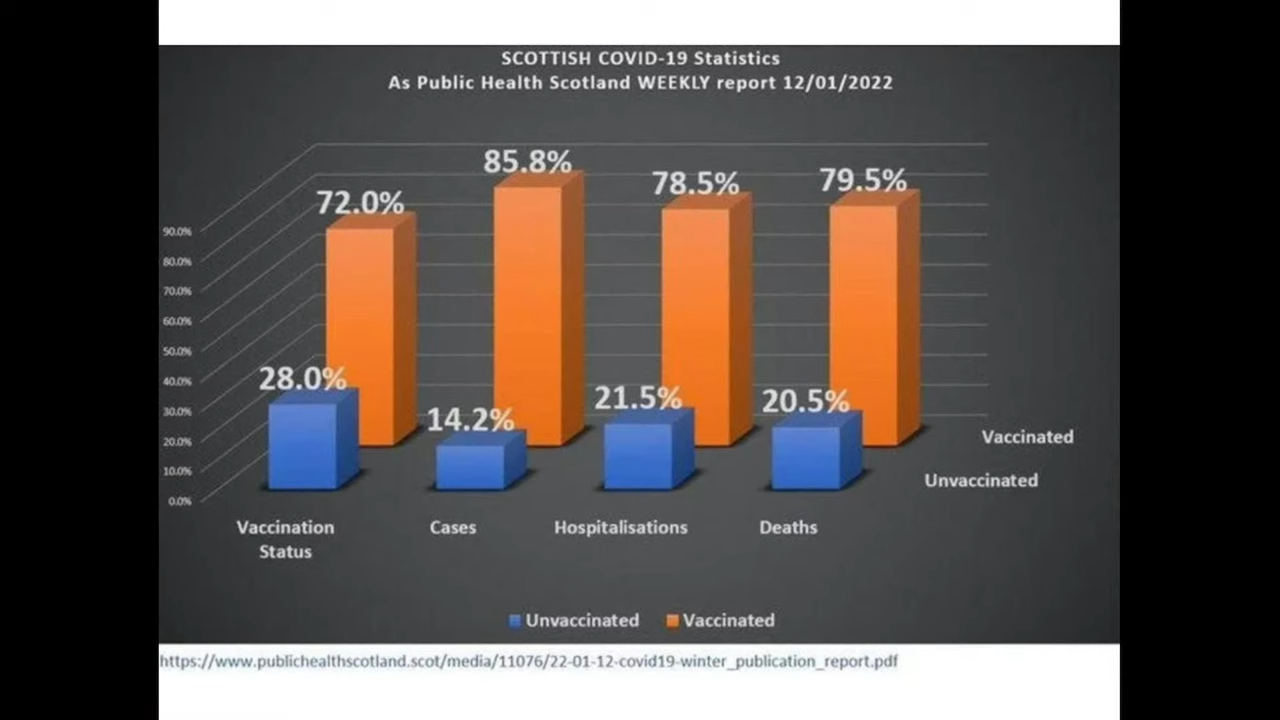 SCOTTISH COVID-19 Statistics
As Public Health Scotland WEEKLY report 12/01/2022
85.8%
78.5%
79.5%
72.0%
90.0%
80.0%
70.0%
60.0%
50.0%
40.0%
30.0%
20.0%
10.0%
0.0%
28.0%
14.2%
21.5%
20.5%
Vaccinated
Unvaccinated
Vaccination
Status
Cases
Hospitalisations
Deaths
Unvaccinated Vaccinated
https://www.publichealthscotland.scot/media/11076/22-01-12-covid19-winter_publication_report.pdf